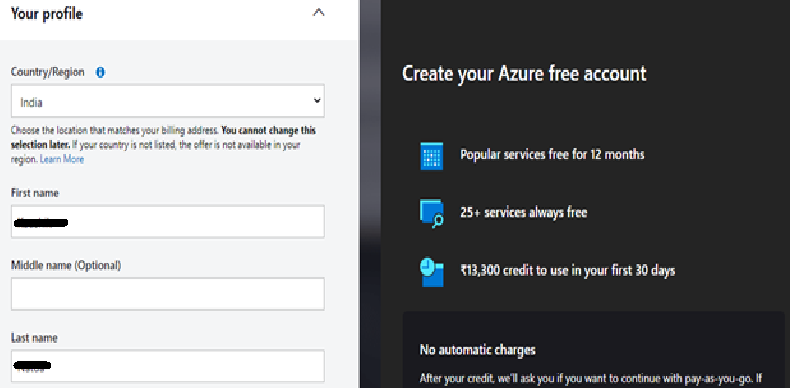 Your profile
Country/Region
India
Choose the location that matches your billing address. You cannot change this
selection later. If your country is not listed, the offer is not available in your
region. Learn More
First name
Middle name (Optional)
Last name
Create your Azure free account
Popular services free for 12 months
25+ services always free
₹13,300 credit to use in your first 30 days
No automatic charges
After your credit, we'll ask you if you want to continue with pay-as-you-go. If